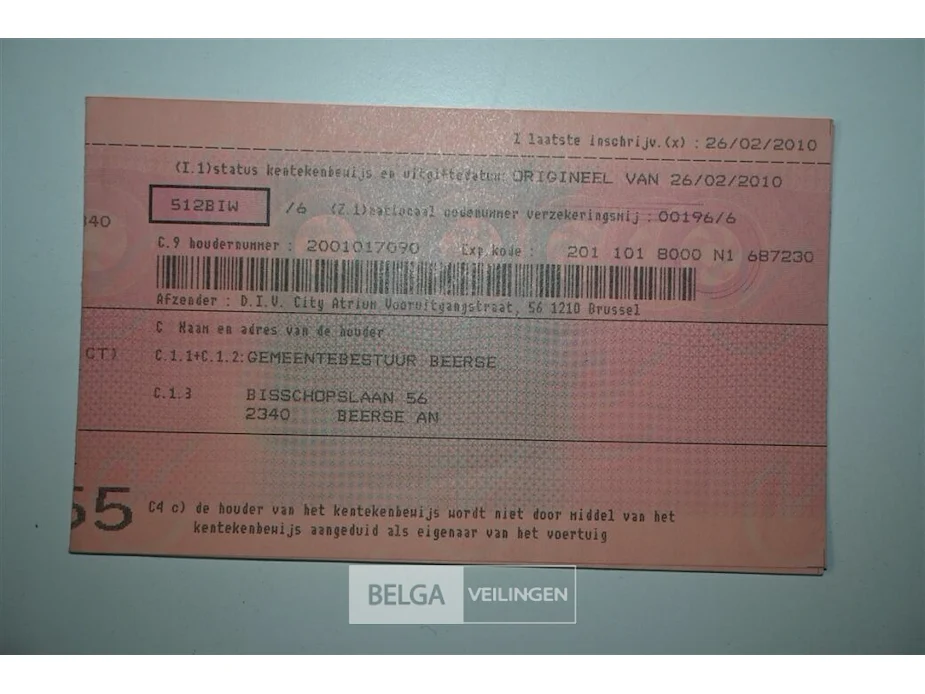 I laatste inschrijv.(x) : 26/02/2010
(I.1)status kentekenbewijs en uitgiftedatum: ORIGINEEL VAN 26/02/2010
512BIW /6 (Z.1)nationaal codenummer verzekeringsmij : 00196/6
340
C.9 houdernummer : 2001017090 Exp.kode : 201 101 8000 N1 687230
Afzender : D.I.V. City Atrium Vooruitgangstraat, 56 1210 Brussel
C Naam en adres van de houder
CT) C.1.1+C.1.2: GEMEENTEBESTUUR BEERSE
C.1.3 BISSCHOPSLAAN 56
2340 BEERSE AN
55 C4 c) de houder van het kentekenbewijs wordt niet door middel van het
kentekenbewijs aangeduid als eigenaar van het voertuig
BELGA VEILINGEN